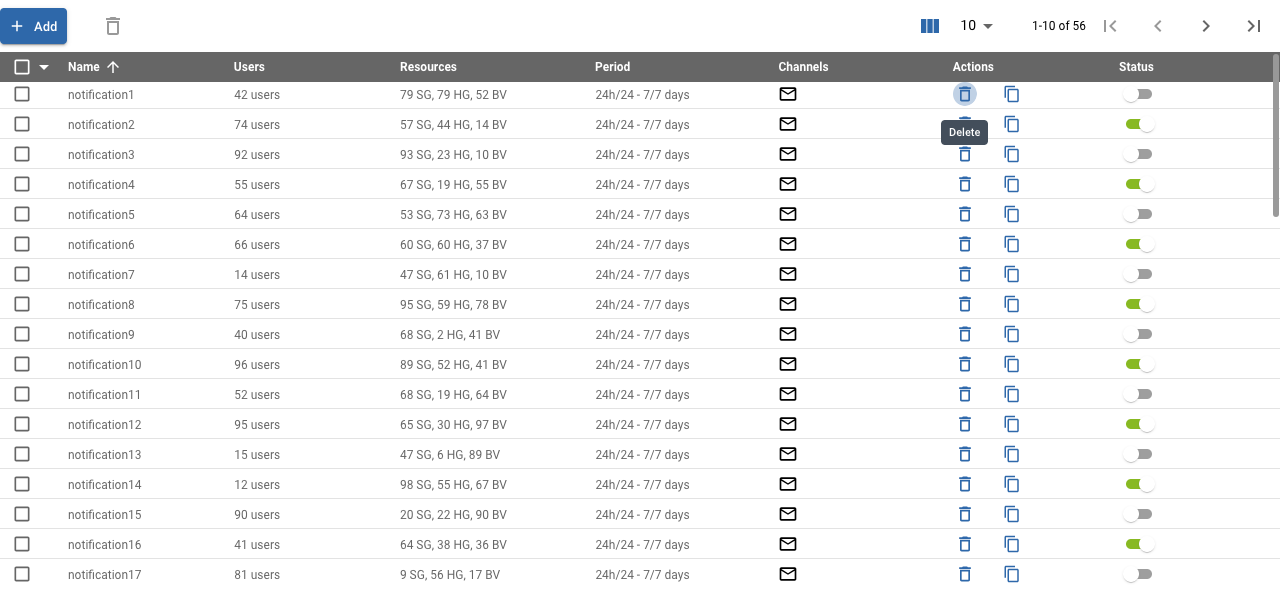 Add 10 1-10 of 56
Name Users Resources Period Channels Actions Status
notification1 42 users 79 SG, 79 HG, 52 BV 24h/24 - 7/7 days
notification2 74 users 57 SG, 44 HG, 14 BV 24h/24 - 7/7 days
Delete
notification3 92 users 93 SG, 23 HG, 10 BV 24h/24 - 7/7 days
notification4 55 users 67 SG, 19 HG, 55 BV 24h/24 - 7/7 days
notification5 64 users 53 SG, 73 HG, 63 BV 24h/24 - 7/7 days
notification6 66 users 60 SG, 60 HG, 37 BV 24h/24 - 7/7 days
notification7 14 users 47 SG, 61 HG, 10 BV 24h/24 - 7/7 days
notification8 75 users 95 SG, 59 HG, 78 BV 24h/24 - 7/7 days
notification9 40 users 68 SG, 2 HG, 41 BV 24h/24 - 7/7 days
notification10 96 users 89 SG, 52 HG, 41 BV 24h/24 - 7/7 days
notification11 52 users 68 SG, 19 HG, 64 BV 24h/24 - 7/7 days
notification12 95 users 65 SG, 30 HG, 97 BV 24h/24 - 7/7 days
notification13 15 users 47 SG, 6 HG, 89 BV 24h/24 - 7/7 days
notification14 12 users 98 SG, 55 HG, 67 BV 24h/24 - 7/7 days
notification15 90 users 20 SG, 22 HG, 90 BV 24h/24 - 7/7 days
notification16 41 users 64 SG, 38 HG, 36 BV 24h/24 - 7/7 days
notification17 81 users 9 SG, 56 HG, 17 BV 24h/24 - 7/7 days